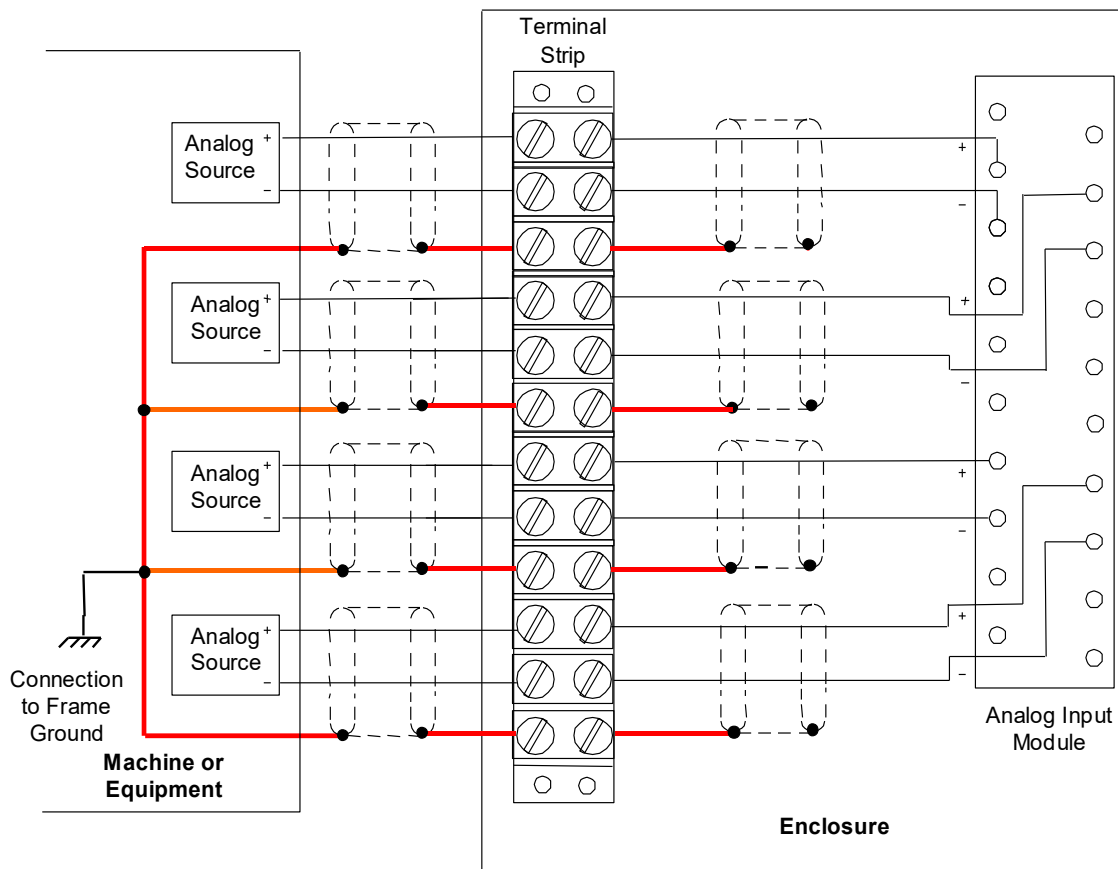 Terminal
Strip
Analog
Source
+
−
+
−
Analog
Source
+
−
+
−
Analog
Source
+
−
+
−
Analog
Source
+
−
+
−
Connection
to Frame
Ground
Machine or
Equipment
Analog Input
Module
Enclosure